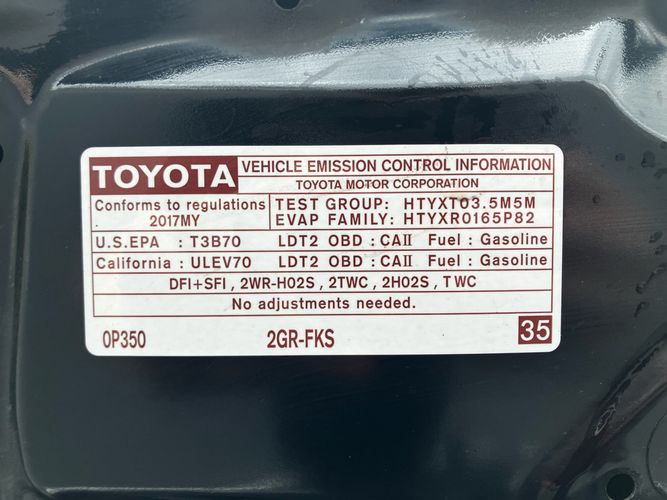 TOYOTA VEHICLE EMISSION CONTROL INFORMATION
TOYOTA MOTOR CORPORATION
Conforms to regulations 2017MY
TEST GROUP: HTYXT03.5M5M
EVAP FAMILY: HTYXR0165P82
U.S.EPA : T3B70 LDT2 OBD : CAII Fuel : Gasoline
California : ULEV70 LDT2 OBD : CAII Fuel : Gasoline
DFI+SFI , 2WR-HO2S , 2TWC, 2HO2S , TWC
No adjustments needed.
0P350 2GR-FKS 35